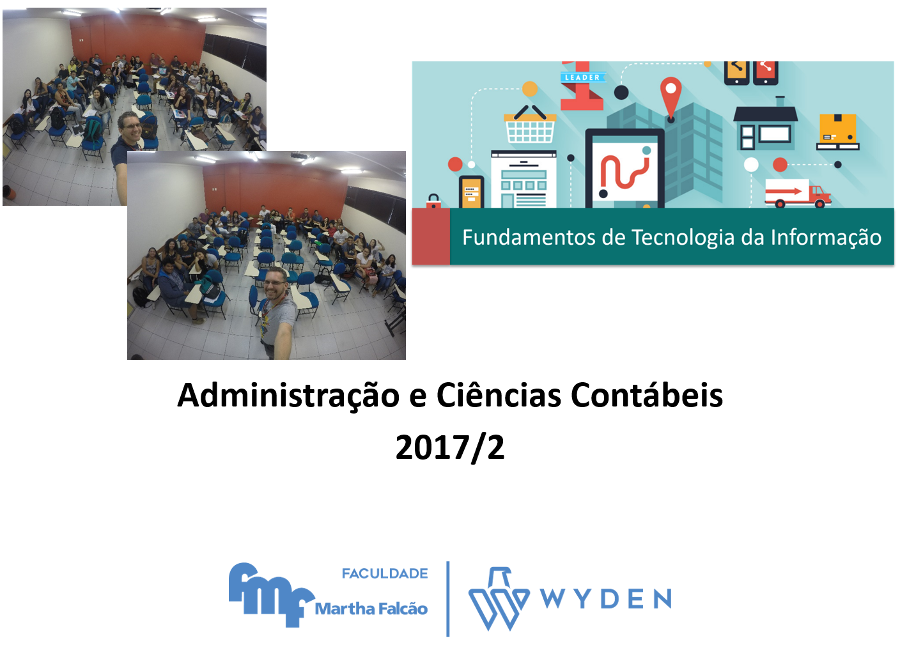 LEADER
Fundamentos de Tecnologia da Informação
Administração e Ciências Contábeis
2017/2
fmf
FACULDADE
Martha Falcão
WYDEN